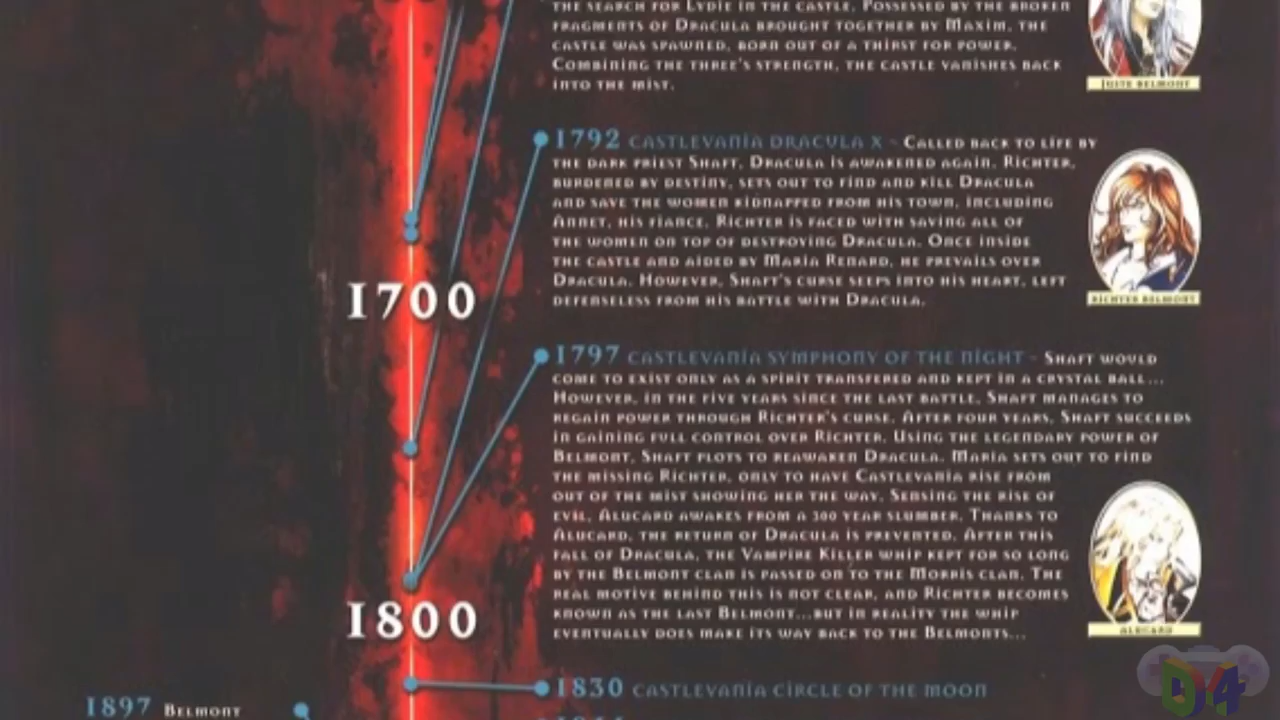 THE SEARCH FOR LYDIE IN THE CASTLE. POSSESSED BY THE BROKEN
FRAGMENTS OF DRACULA BROUGHT TOGETHER BY MAXIM, THE
CASTLE WAS SPAWNED, BORN OUT OF A THIRST FOR POWER.
COMBINING THE THREE'S STRENGTH, THE CASTLE VANISHES BACK
INTO THE MIST.
JUSTE BELMONT
1792 CASTLEVANIA DRACULA X - CALLED BACK TO LIFE BY
THE DARK PRIEST SHAFT, DRACULA IS AWAKENED AGAIN. RICHTER,
BURDENED BY DESTINY, SETS OUT TO FIND AND KILL DRACULA
AND SAVE THE WOMEN KIDNAPPED FROM HIS TOWN, INCLUDING
ANNET, HIS FIANCE. RICHTER IS FACED WITH SAVING ALL OF
THE WOMEN ON TOP OF DESTROYING DRACULA. ONCE INSIDE
THE CASTLE AND AIDED BY MARIA RENARD, HE PREVAILS OVER
DRACULA. HOWEVER, SHAFT'S CURSE SEEPS INTO HIS HEART, LEFT
DEFENSELESS FROM HIS BATTLE WITH DRACULA.
RICHTER BELMONT
1700
1797 CASTLEVANIA SYMPHONY OF THE NIGHT - SHAFT WOULD
COME TO EXIST ONLY AS A SPIRIT TRANSFERED AND KEPT IN A CRYSTAL BALL...
HOWEVER, IN THE FIVE YEARS SINCE THE LAST BATTLE, SHAFT MANAGES TO
REGAIN POWER THROUGH RICHTER'S CURSE. AFTER FOUR YEARS, SHAFT SUCCEEDS
IN GAINING FULL CONTROL OVER RICHTER. USING THE LEGENDARY POWER OF
BELMONT, SHAFT PLOTS TO REAWAKEN DRACULA. MARIA SETS OUT TO FIND
THE MISSING RICHTER, ONLY TO HAVE CASTLEVANIA RISE FROM
OUT OF THE MIST SHOWING HER THE WAY. SENSING THE RISE OF
EVIL, ALUCARD AWAKES FROM A 300 YEAR SLUMBER. THANKS TO
ALUCARD, THE RETURN OF DRACULA IS PREVENTED. AFTER THIS
FALL OF DRACULA, THE VAMPIRE KILLER WHIP KEPT FOR SO LONG
BY THE BELMONT CLAN IS PASSED ON TO THE MORRIS CLAN. THE
REAL MOTIVE BEHIND THIS IS NOT CLEAR, AND RICHTER BECOMES
KNOWN AS THE LAST BELMONT...BUT IN REALITY THE WHIP
EVENTUALLY DOES MAKE ITS WAY BACK TO THE BELMONTS...
ALUCARD
1800
1830 CASTLEVANIA CIRCLE OF THE MOON
1897 BELMONT